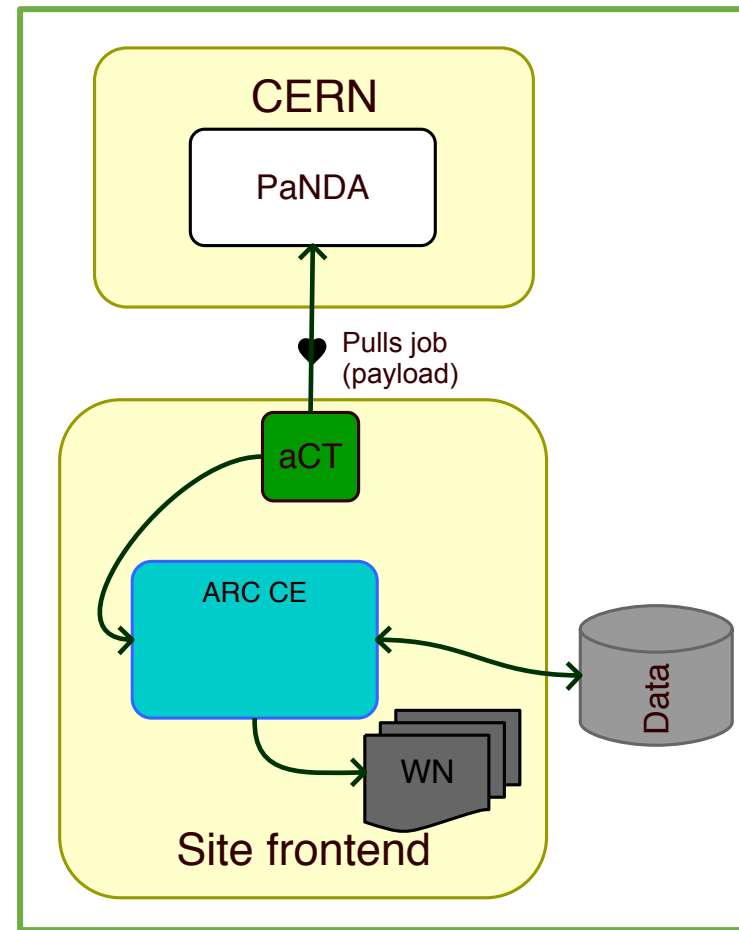 CERN
PaNDA
Pulls job
(payload)
aCT
ARC CE
Data
WN
Site frontend